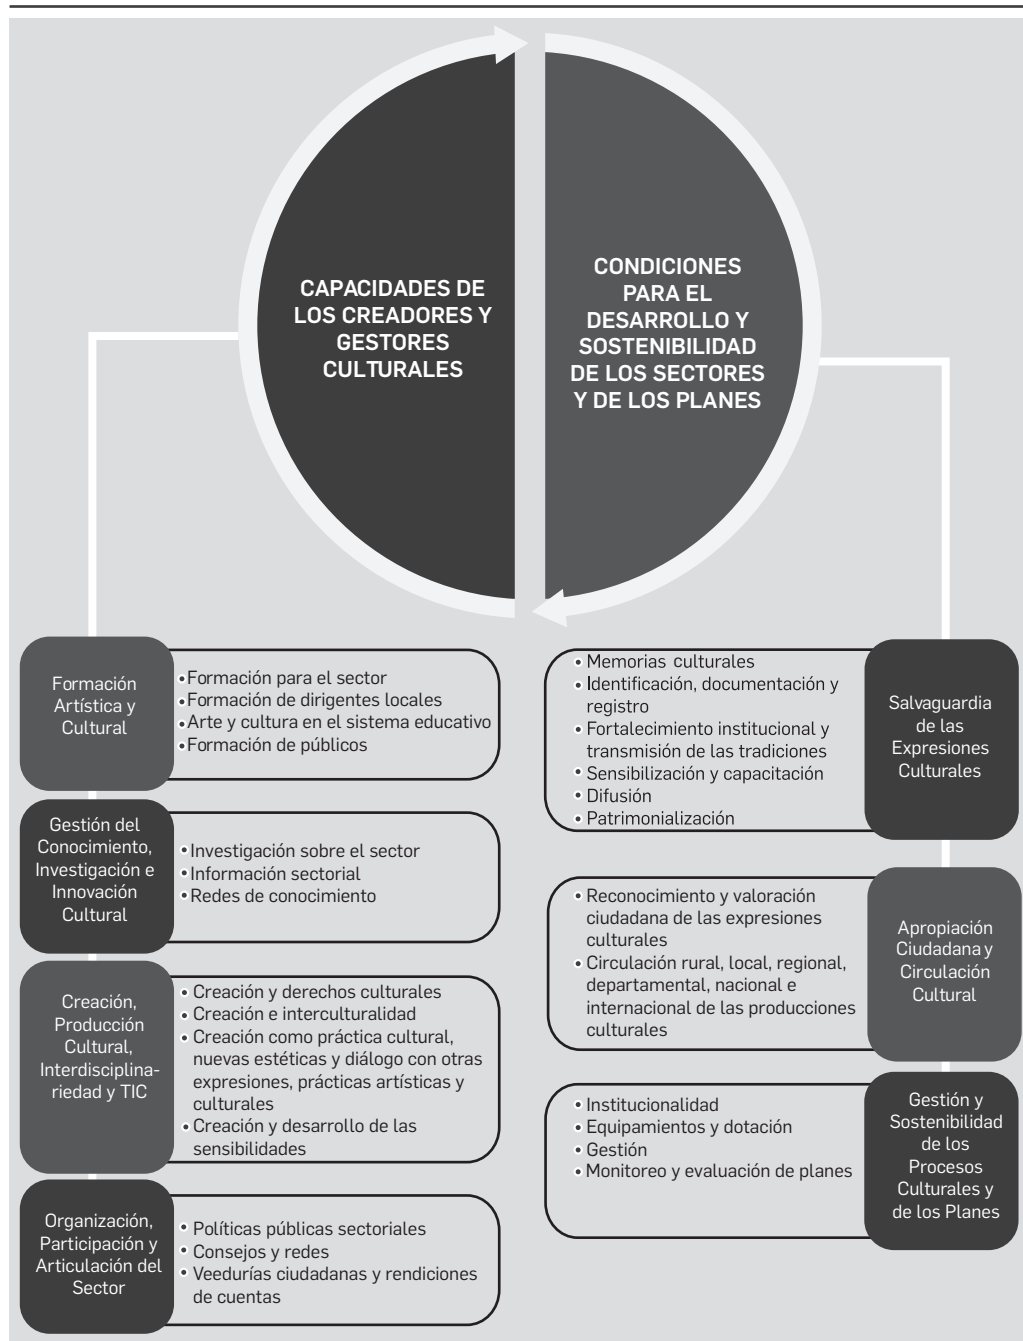 CAPACIDADES DE
LOS CREADORES Y
GESTORES
CULTURALES
CONDICIONES
PARA EL
DESARROLLO Y
SOSTENIBILIDAD
DE LOS SECTORES
Y DE LOS PLANES
Formación
Artística y
Cultural
• Formación para el sector
• Formación de dirigentes locales
• Arte y cultura en el sistema educativo
• Formación de públicos
Gestión del
Conocimiento,
Investigación e
Innovación
Cultural
• Investigación sobre el sector
• Información sectorial
• Redes de conocimiento
Creación,
Producción
Cultural,
Interdisciplina-
riedad y TIC
• Creación y derechos culturales
• Creación e interculturalidad
• Creación como práctica cultural,
nuevas estéticas y diálogo con otras
expresiones, prácticas artísticas y
culturales
• Creación y desarrollo de las
sensibilidades
Organización,
Participación y
Articulación del
Sector
• Políticas públicas sectoriales
• Consejos y redes
• Veedurías ciudadanas y rendiciones
de cuentas
• Memorias culturales
• Identificación, documentación y
registro
• Fortalecimiento institucional y
transmisión de las tradiciones
• Sensibilización y capacitación
• Difusión
• Patrimonialización
Salvaguardia
de las
Expresiones
Culturales
• Reconocimiento y valoración
ciudadana de las expresiones
culturales
• Circulación rural, local, regional,
departamental, nacional e
internacional de las producciones
culturales
Apropiación
Ciudadana y
Circulación
Cultural
• Institucionalidad
• Equipamientos y dotación
• Gestión
• Monitoreo y evaluación de planes
Gestión y
Sostenibilidad
de los
Procesos
Culturales y
de los Planes